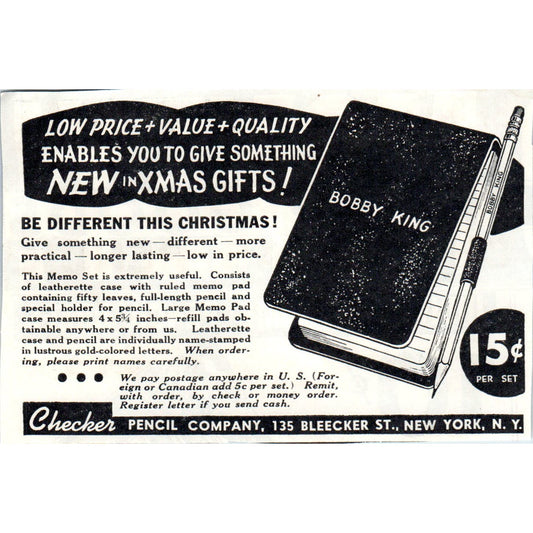 LOW PRICE + VALUE + QUALITY
ENABLES YOU TO GIVE SOMETHING
NEW IN XMAS GIFTS!
BOBBY KING
BOBBY KING
BE DIFFERENT THIS CHRISTMAS!
Give something new—different—more
practical—longer lasting—low in price.
This Memo Set is extremely useful. Consists
of leatherette case with ruled memo pad
containing fifty leaves, full-length pencil and
special holder for pencil. Large Memo Pad
case measures 4 x 5¾ inches—refill pads ob-
tainable anywhere or from us. Leatherette
case and pencil are individually name-stamped
in lustrous gold-colored letters. When order-
ing, please print names carefully.
15¢
PER SET
We pay postage anywhere in U. S. (For-
eign or Canadian add 5c per set.) Remit,
with order, by check or money order.
Register letter if you send cash.
Checker PENCIL COMPANY, 135 BLEECKER ST., NEW YORK, N. Y.